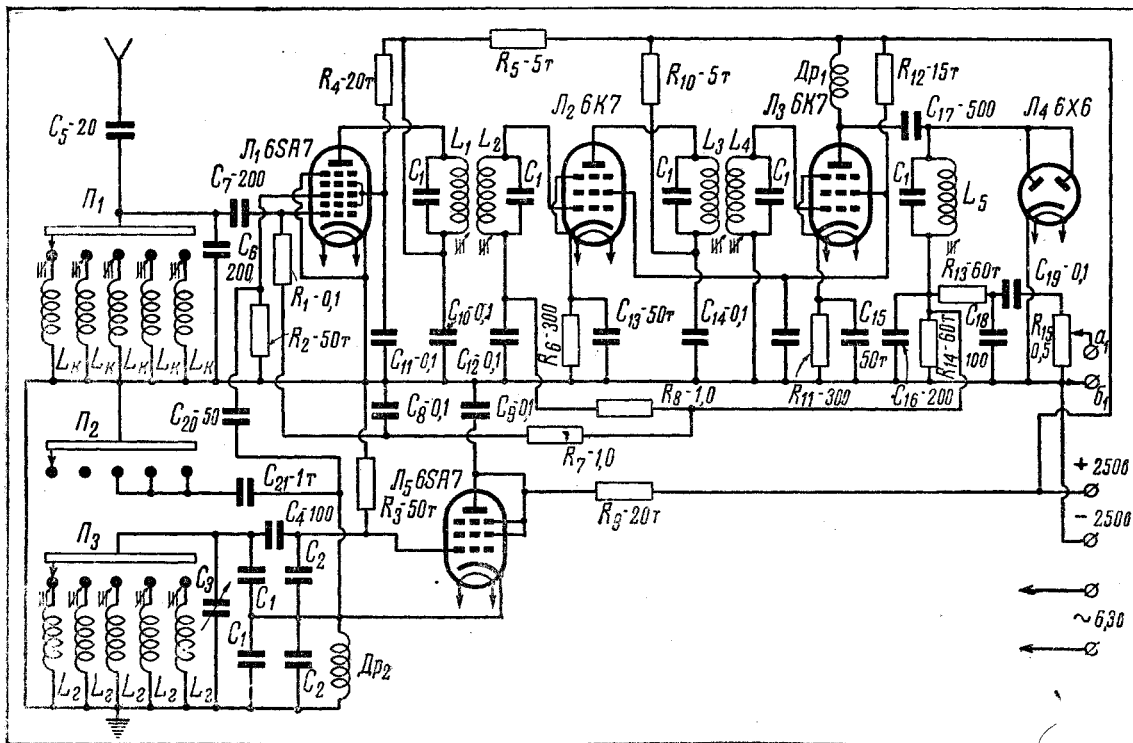 R₅-5т
R₄-20т
R₁₀-5т
Др₁
R₁₂-15т
C₅-20
Л₁ 6SA7
Л₂ 6К7
Л₃ 6К7
C₁₇-500
Л₄ 6Х6
C₇-200
L₁
L₂
L₃
L₄
C₁
C₁
C₁
C₁
C₁
L₅
П₁
C₆
200
R₁-0,1
R₂-50т
C₁₀-0,1
C₁₁-0,1
C₁₂-0,1
R₆-300
C₁₃-50т
C₁₄-0,1
R₁₁-300
C₁₅
50т
C₁₆-200
R₁₃-60т
R₁₄-60т
C₁₈
100
C₁₉-0,1
R₁₅
0,5
а₁
б₁
Lк
Lк
Lк
Lк
Lк
C₂₀-50
C₈-0,1
C₉-0,1
R₈-1,0
R₇-1,0
П₂
C₂₁-1т
R₃-50т
Л₅ 6SA7
R₉-20т
+ 250в
- 250в
П₃
C₄-100
C₃
C₁
C₂
C₁
C₂
Др₂
~6,3в
Lг
Lг
Lг
Lг
Lг